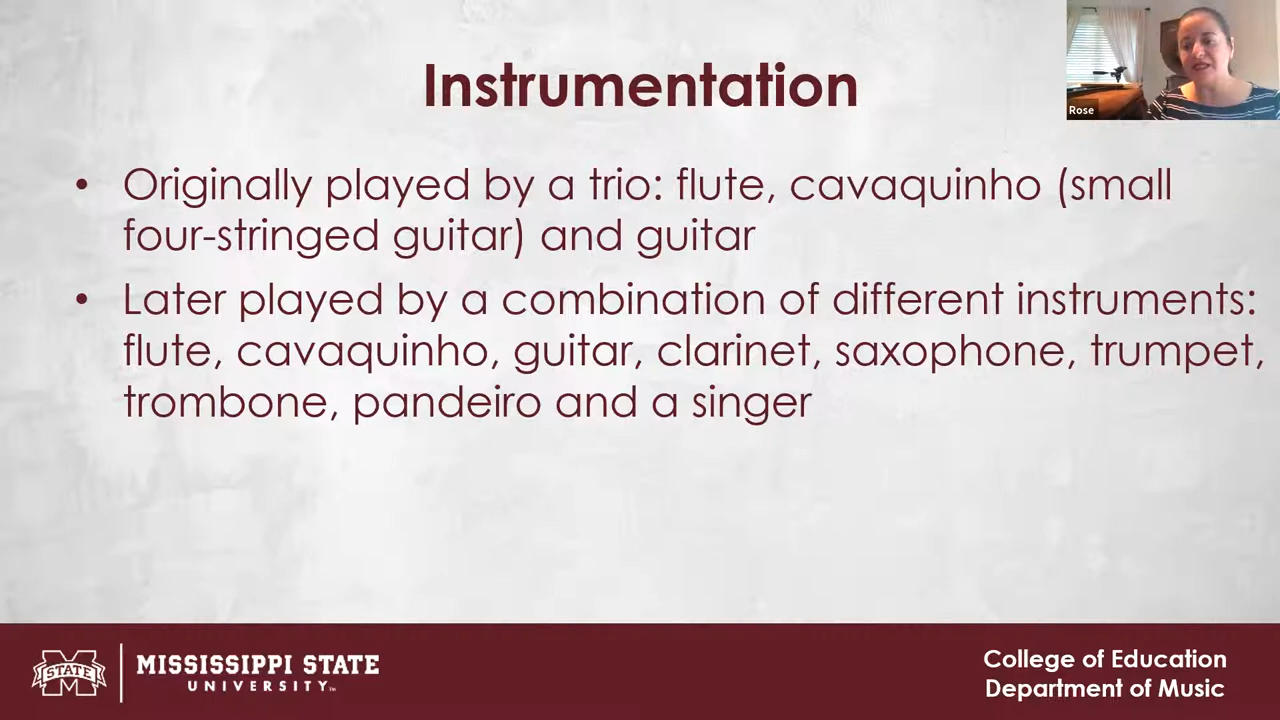 Instrumentation
Rose
• Originally played by a trio: flute, cavaquinho (small
four-stringed guitar) and guitar
• Later played by a combination of different instruments:
flute, cavaquinho, guitar, clarinet, saxophone, trumpet,
trombone, pandeiro and a singer
STATE
MISSISSIPPI STATE
UNIVERSITY™
College of Education
Department of Music